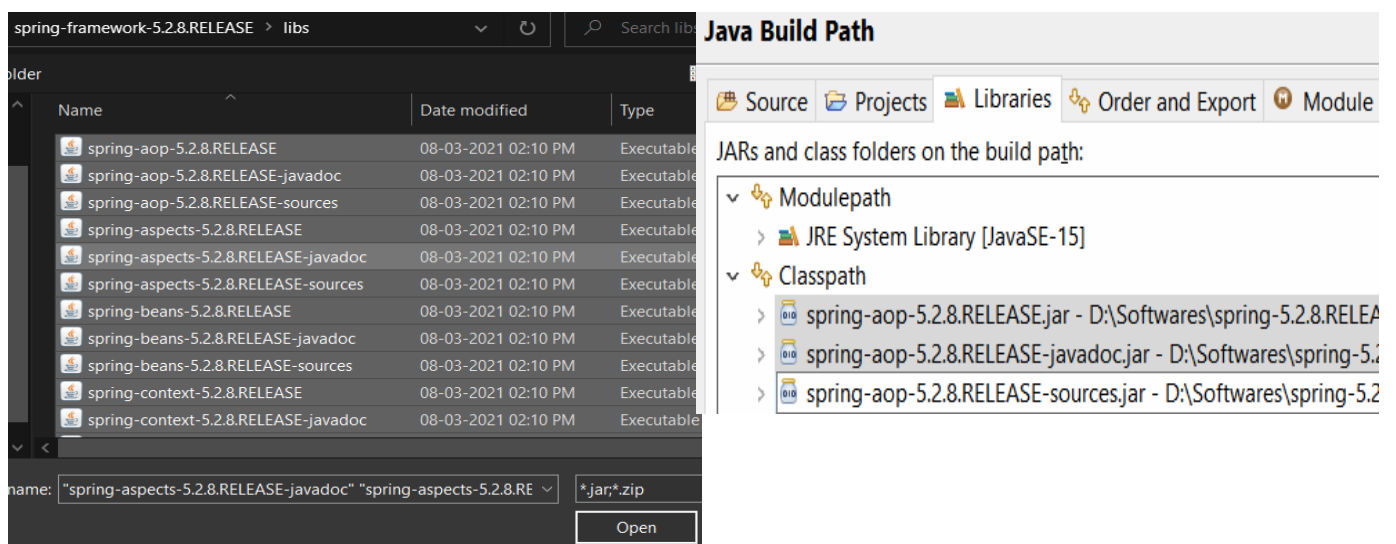 spring-framework-5.2.8.RELEASE > libs
Search libs
older
Name Date modified Type
spring-aop-5.2.8.RELEASE 08-03-2021 02:10 PM Executable
spring-aop-5.2.8.RELEASE-javadoc 08-03-2021 02:10 PM Executable
spring-aop-5.2.8.RELEASE-sources 08-03-2021 02:10 PM Executable
spring-aspects-5.2.8.RELEASE 08-03-2021 02:10 PM Executable
spring-aspects-5.2.8.RELEASE-javadoc 08-03-2021 02:10 PM Executable
spring-aspects-5.2.8.RELEASE-sources 08-03-2021 02:10 PM Executable
spring-beans-5.2.8.RELEASE 08-03-2021 02:10 PM Executable
spring-beans-5.2.8.RELEASE-javadoc 08-03-2021 02:10 PM Executable
spring-beans-5.2.8.RELEASE-sources 08-03-2021 02:10 PM Executable
spring-context-5.2.8.RELEASE 08-03-2021 02:10 PM Executable
spring-context-5.2.8.RELEASE-javadoc 08-03-2021 02:10 PM Executable
name: "spring-aspects-5.2.8.RELEASE-javadoc" "spring-aspects-5.2.8.RE *.jar;*.zip
Open
Java Build Path
Source Projects Libraries Order and Export Module
JARs and class folders on the build path:
Modulepath
JRE System Library [JavaSE-15]
Classpath
spring-aop-5.2.8.RELEASE.jar - D:\Softwares\spring-5.2.8.RELEA
spring-aop-5.2.8.RELEASE-javadoc.jar - D:\Softwares\spring-5.2
spring-aop-5.2.8.RELEASE-sources.jar - D:\Softwares\spring-5.2